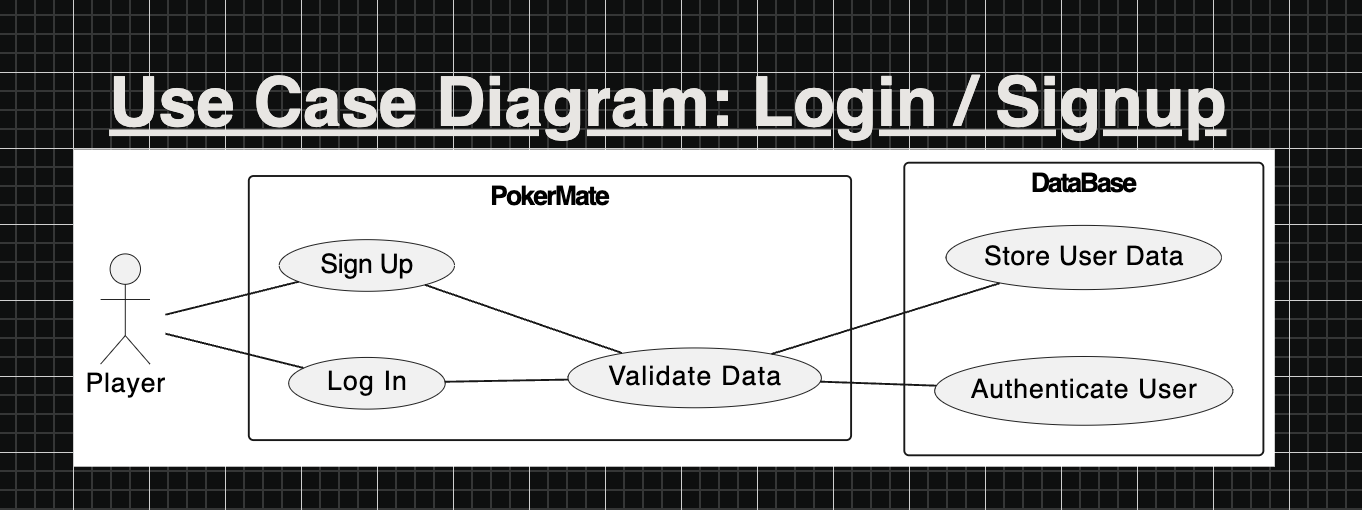 Use Case Diagram: Login / Signup
PokerMate
DataBase
Sign Up
Store User Data
Log In
Validate Data
Authenticate User
Player